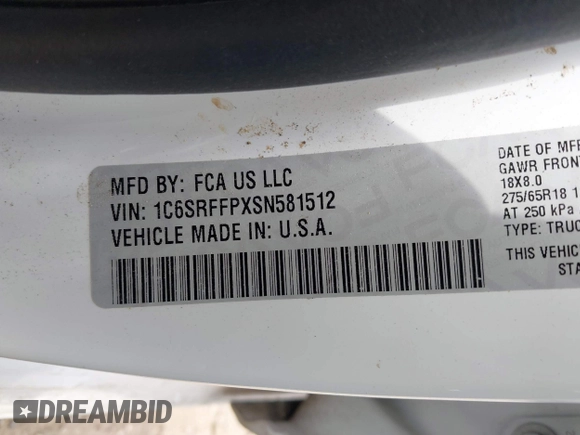 MFD BY: FCA US LLC
VIN: 1C6SRFFPXSN581512
VEHICLE MADE IN: U.S.A.
DATE OF MFR
GAWR FRONT
18X8.0
275/65R18 1
AT 250 kPa
TYPE: TRUC
THIS VEHIC
STA
DREAMBID